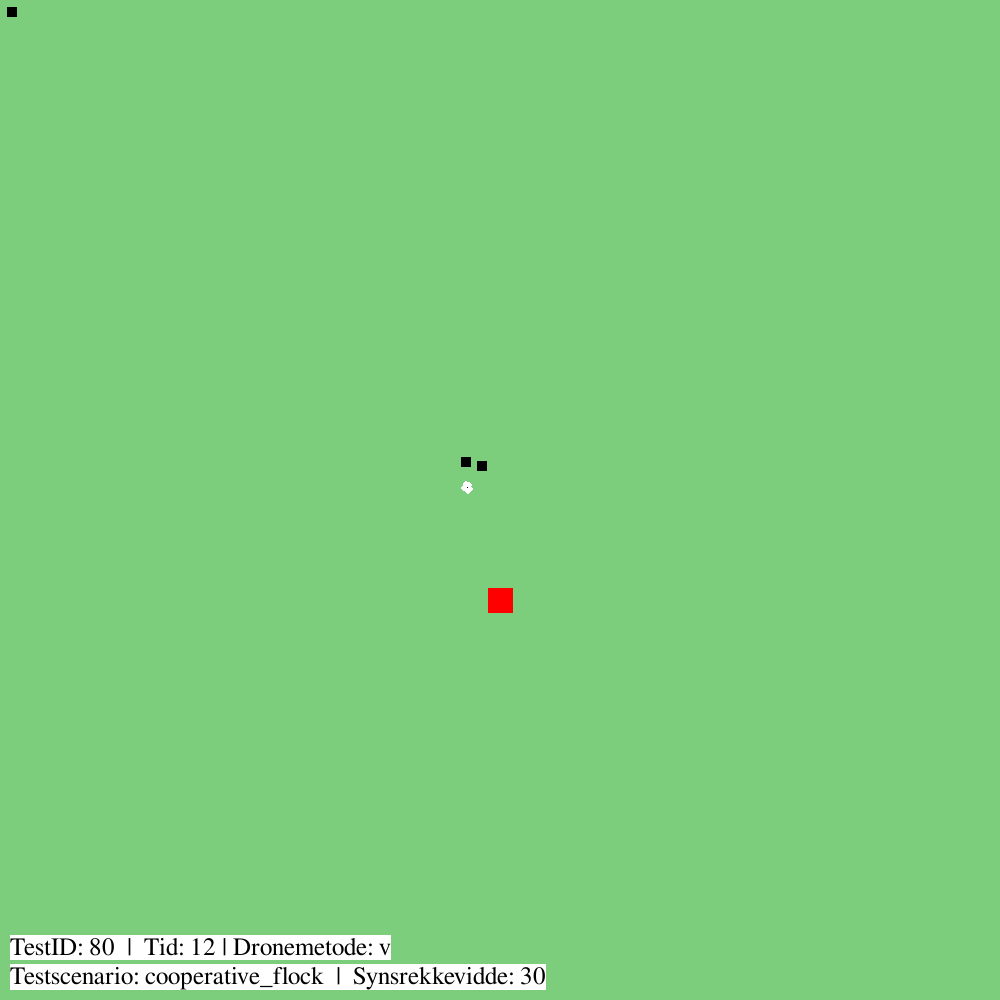 TestID: 80 | Tid: 12 | Dronemetode: v
Testscenario: cooperative_flock | Synsrekkevidde: 30